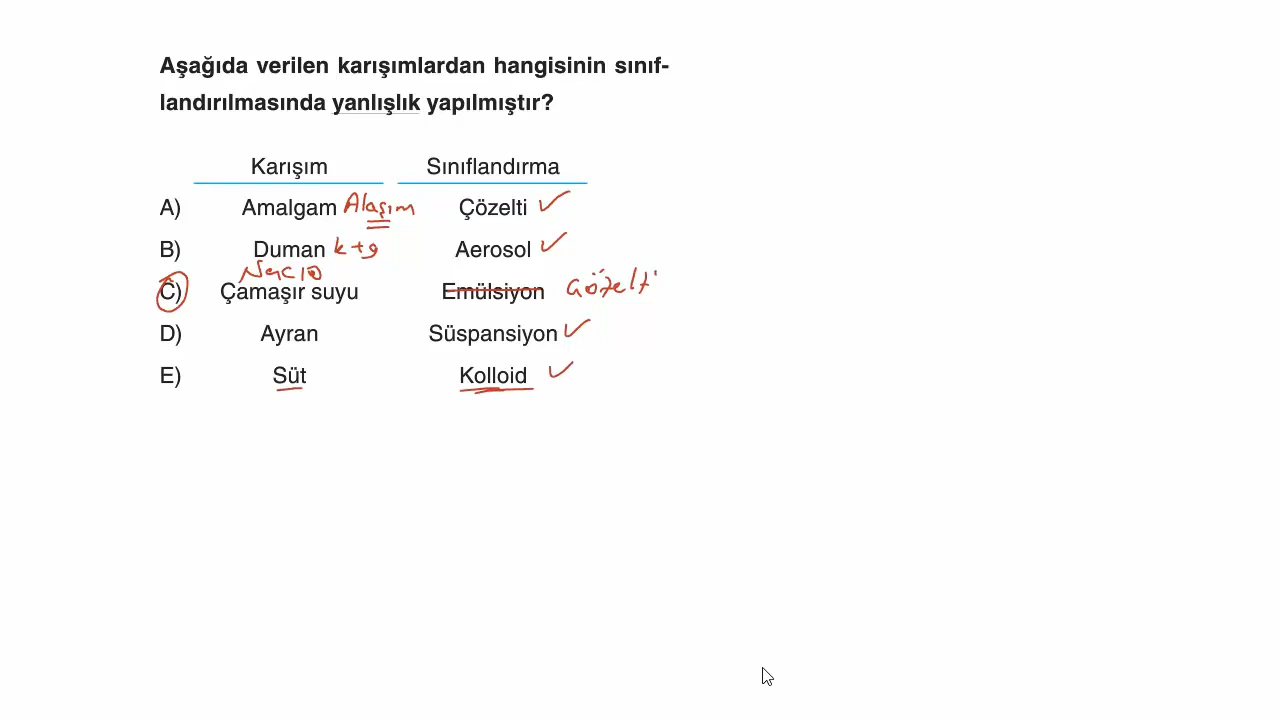 Aşağıda verilen karışımlardan hangisinin sınıf-
landırılmasında yanlışlık yapılmıştır?
Karışım Sınıflandırma
A) Amalgam Alaşım Çözelti
B) Duman k+g Aerosol
NaClO
C) Çamaşır suyu Emülsiyon Çözelti
D) Ayran Süspansiyon
E) Süt Kolloid